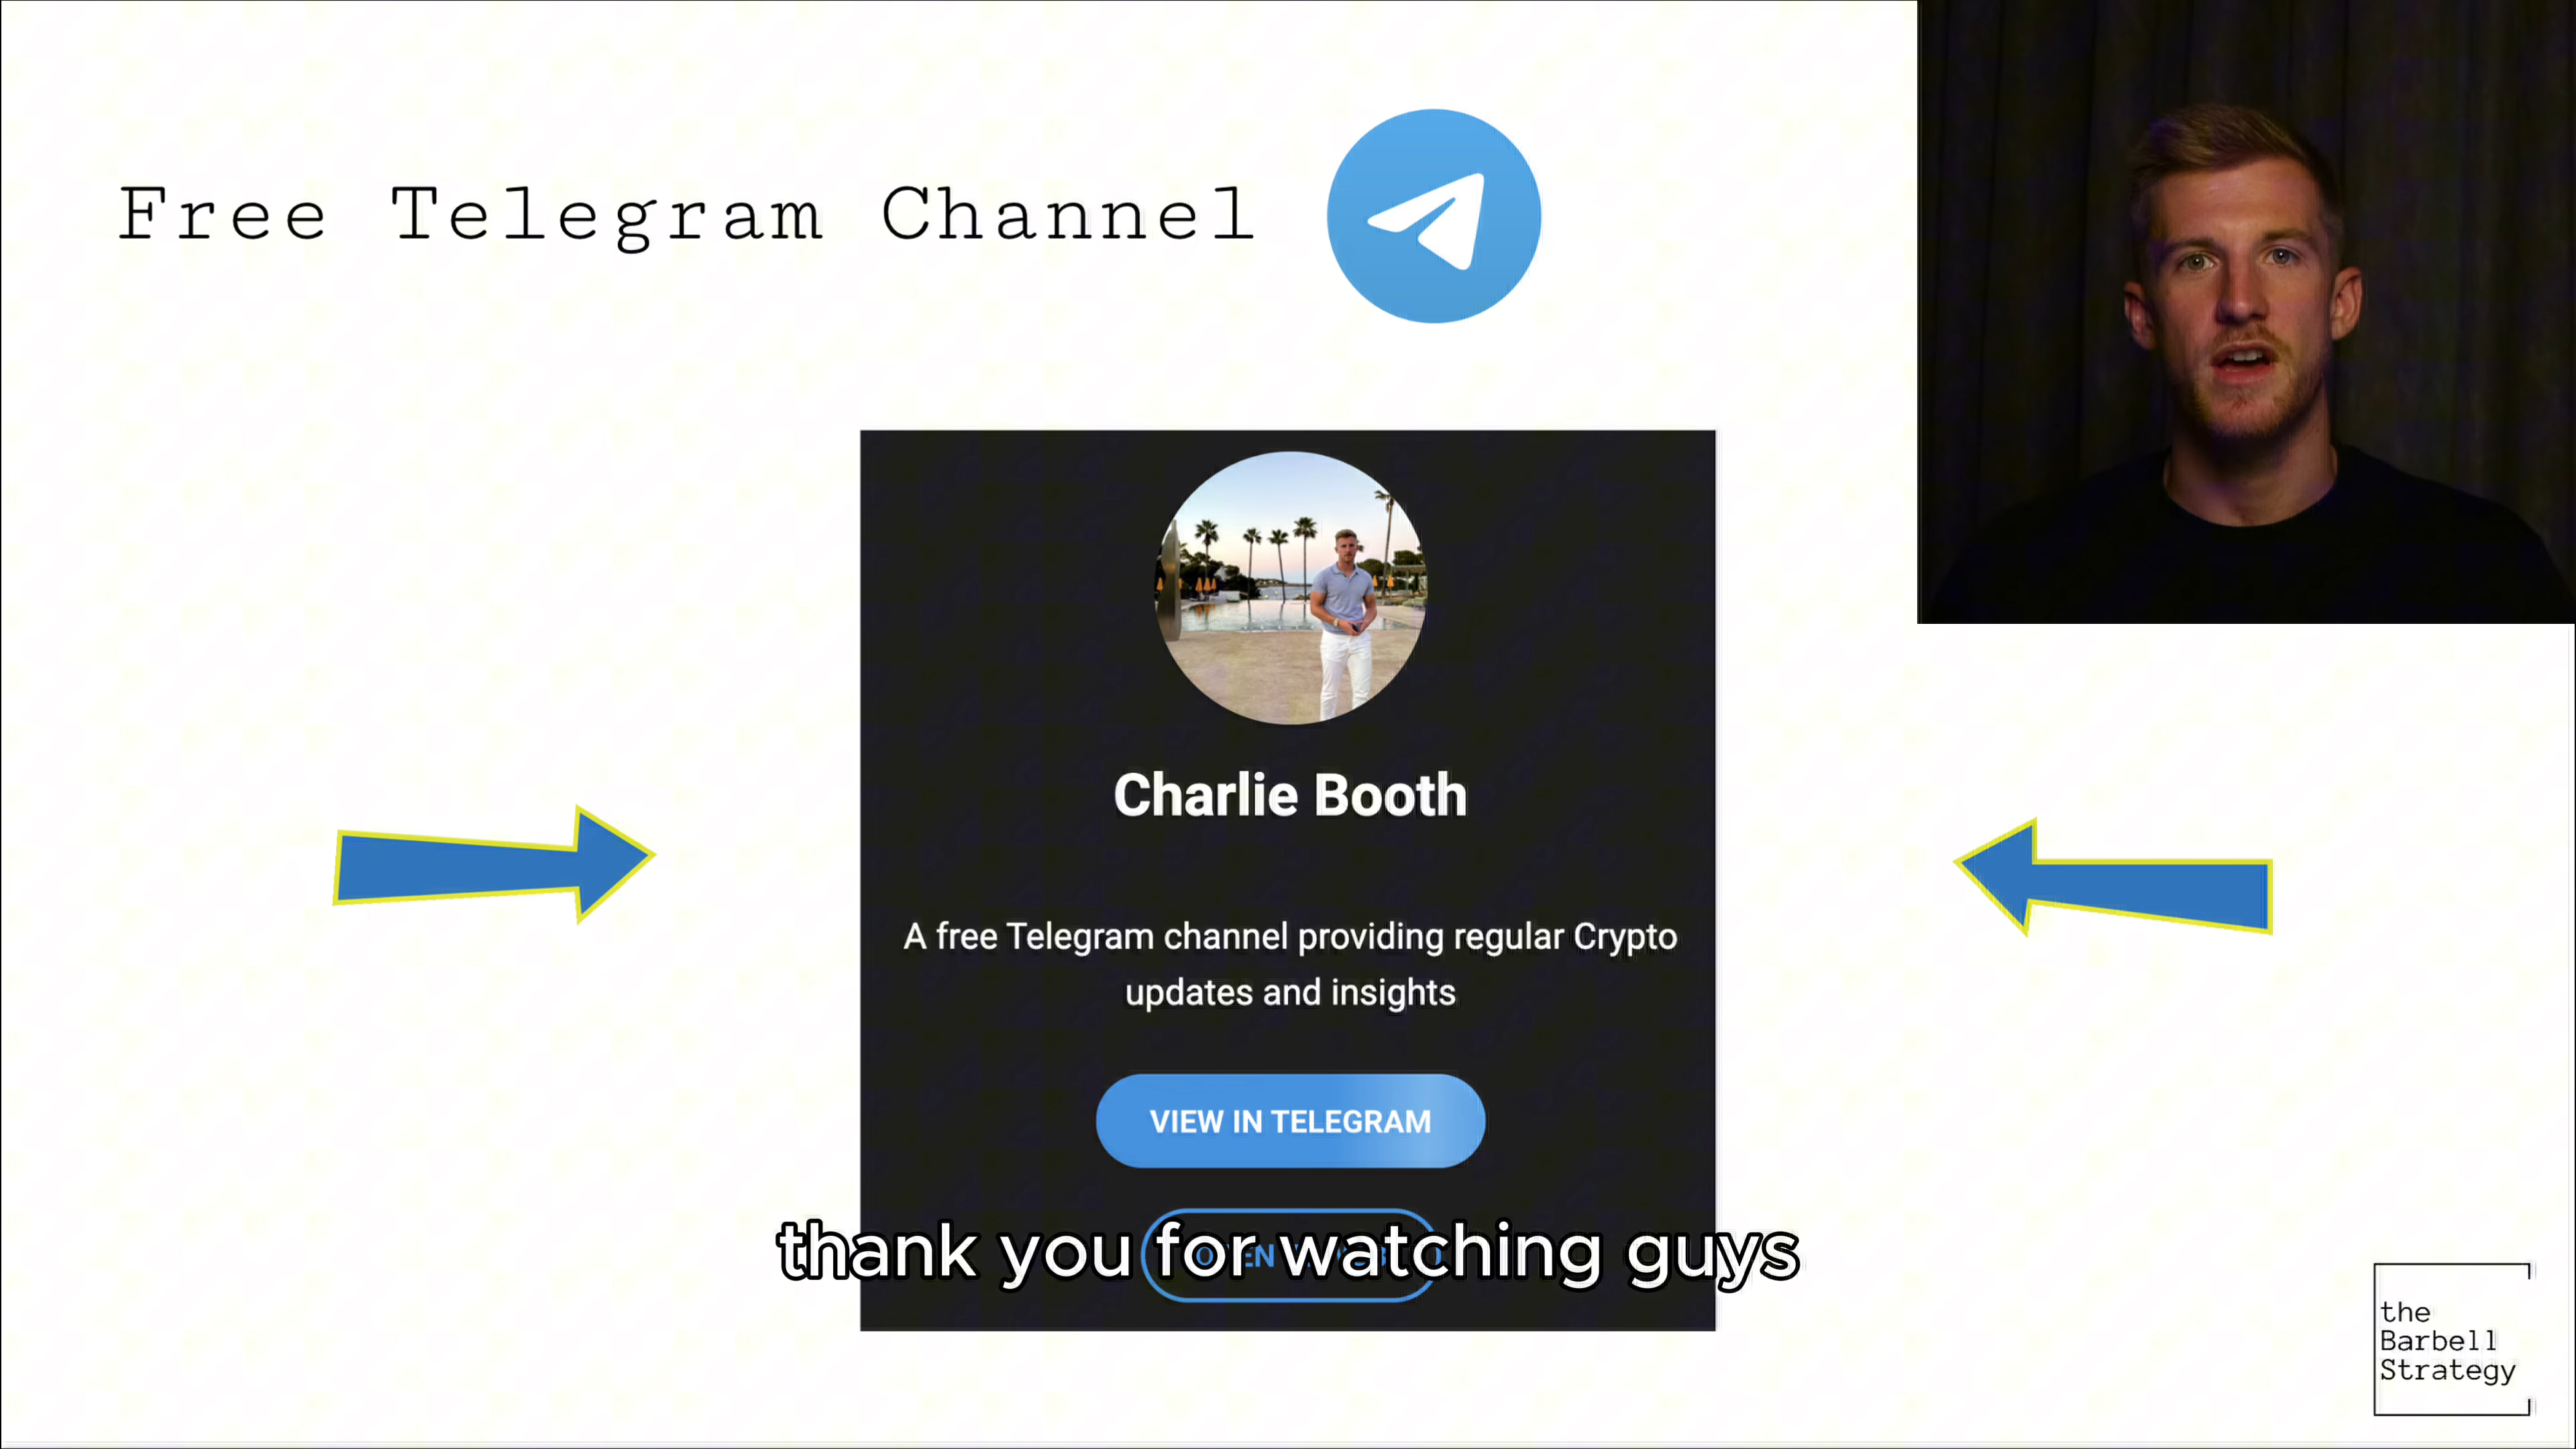 Free Telegram Channel
Charlie Booth
A free Telegram channel providing regular Crypto
updates and insights
VIEW IN TELEGRAM
thank you for watching guys
the
Barbell
Strategy